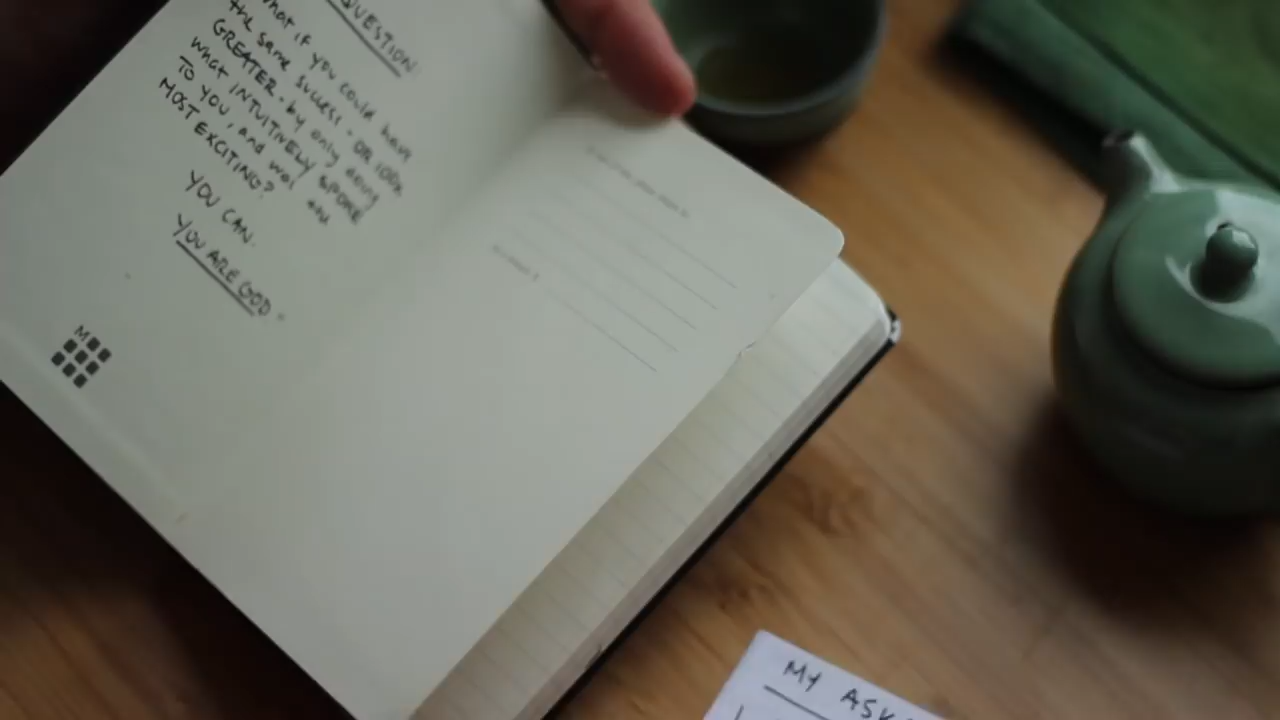 QUESTION:
What if you could have
the same success - OR 100x
GREATER - by only doing
what INTUITIVELY SPOKE
TO YOU, and was
MOST EXCITING?
YOU CAN.
YOU ARE GOD.
M
MY ASK